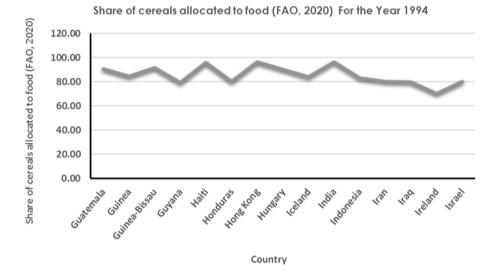 Share of cereals allocated to food (FAO, 2020) For the Year 1994
Share of cereals allocated to food (FAO, 2020)
120.00
100.00
80.00
60.00
40.00
20.00
0.00
Guatemala
Guinea
Guinea-Bissau
Guyana
Haiti
Honduras
Hong Kong
Hungary
Iceland
India
Indonesia
Iran
Iraq
Ireland
Israel
Country